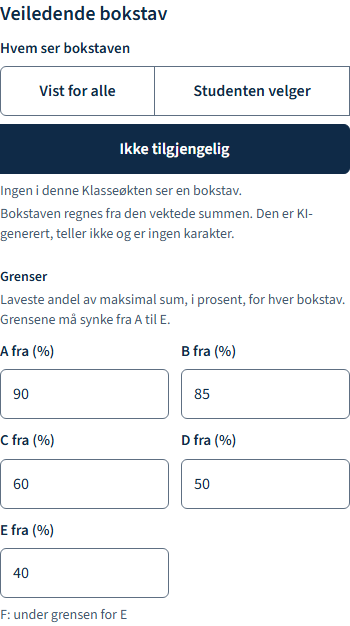 Veiledende bokstav
Hvem ser bokstaven
Vist for alle
Studenten velger
Ikke tilgjengelig
Ingen i denne Klasseøkten ser en bokstav.
Bokstaven regnes fra den vektede summen. Den er KI-
generert, teller ikke og er ingen karakter.
Grenser
Laveste andel av maksimal sum, i prosent, for hver bokstav.
Grensene må synke fra A til E.
A fra (%)
B fra (%)
90
85
C fra (%)
D fra (%)
60
50
E fra (%)
40
F: under grensen for E